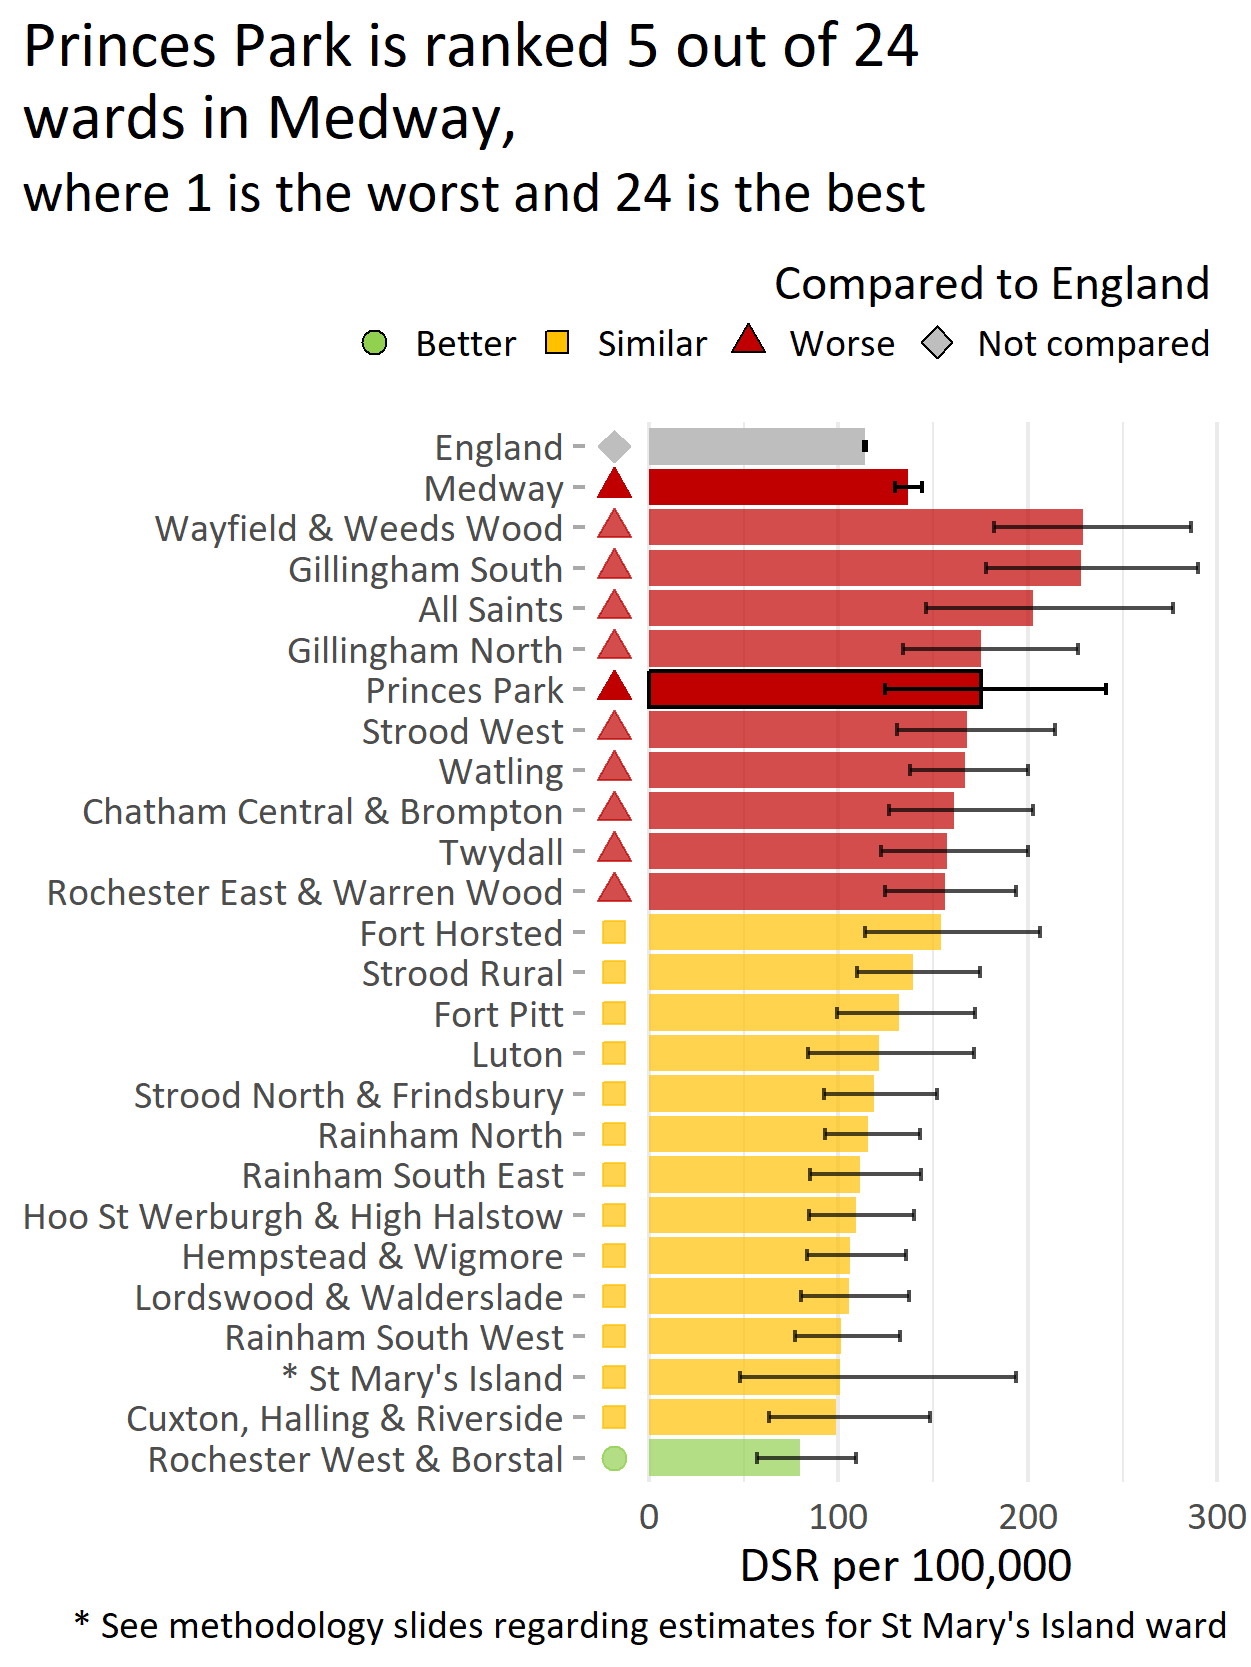 Princes Park is ranked 5 out of 24
wards in Medway,
where 1 is the worst and 24 is the best
Compared to England
Better Similar Worse Not compared
England
Medway
Wayfield & Weeds Wood
Gillingham South
All Saints
Gillingham North
Princes Park
Strood West
Watling
Chatham Central & Brompton
Twydall
Rochester East & Warren Wood
Fort Horsted
Strood Rural
Fort Pitt
Luton
Strood North & Frindsbury
Rainham North
Rainham South East
Hoo St Werburgh & High Halstow
Hempstead & Wigmore
Lordswood & Walderslade
Rainham South West
* St Mary's Island
Cuxton, Halling & Riverside
Rochester West & Borstal
0 100 200 300
DSR per 100,000
* See methodology slides regarding estimates for St Mary's Island ward